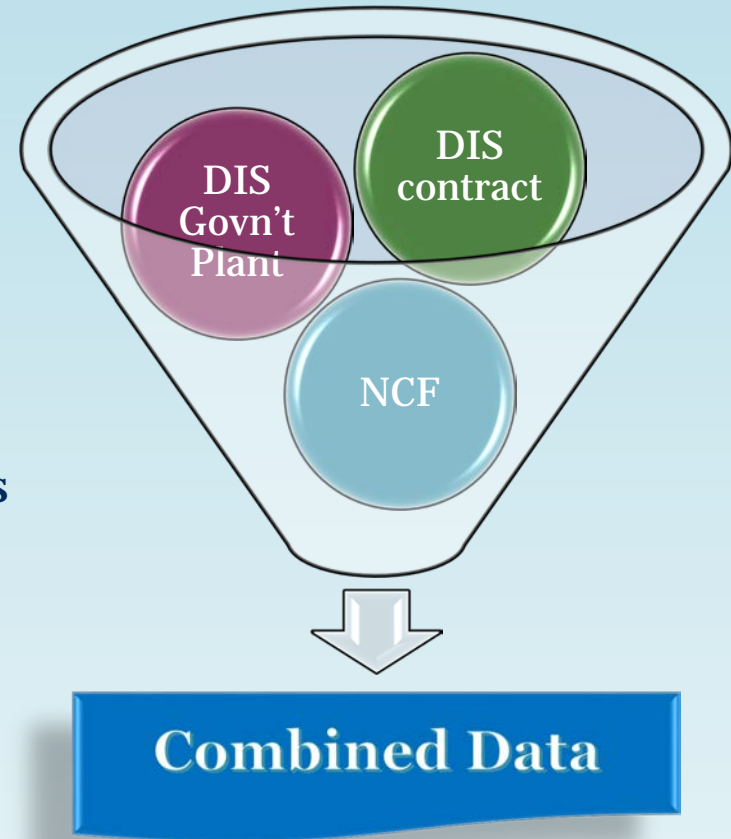 DIS
Govn't
Plant
DIS
contract
NCF
s
Combined Data